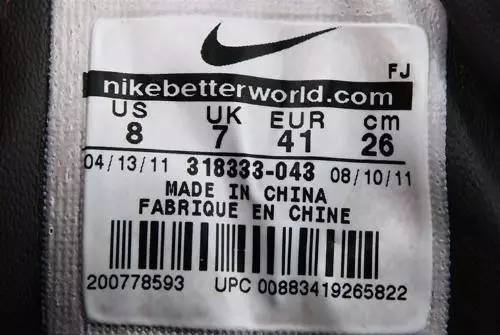 FJ
nikebetterworld.com
US UK EUR cm
8 7 41 26
04/13/11 318333-043 08/10/11
MADE IN CHINA
FABRIQUE EN CHINE
200778593 UPC 00883419265822